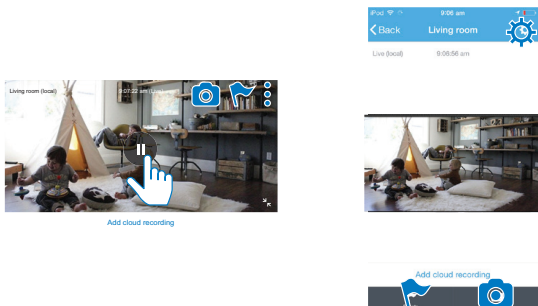 Living room (local)
9:07:22 am
Add cloud recording
iPod
9:06 am
Back
Living room
Live (local)
9:06:56 am
Add cloud recording